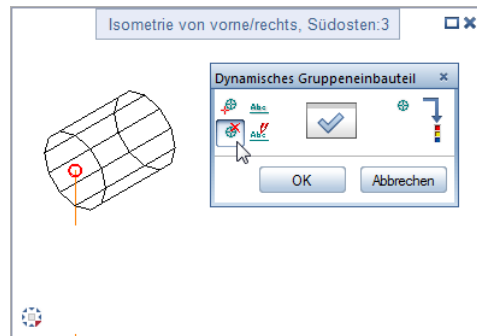 Isometrie von vorne/rechts, Südosten:3
Dynamisches Gruppeneinbauteil
Abc
Abc
OK Abbrechen